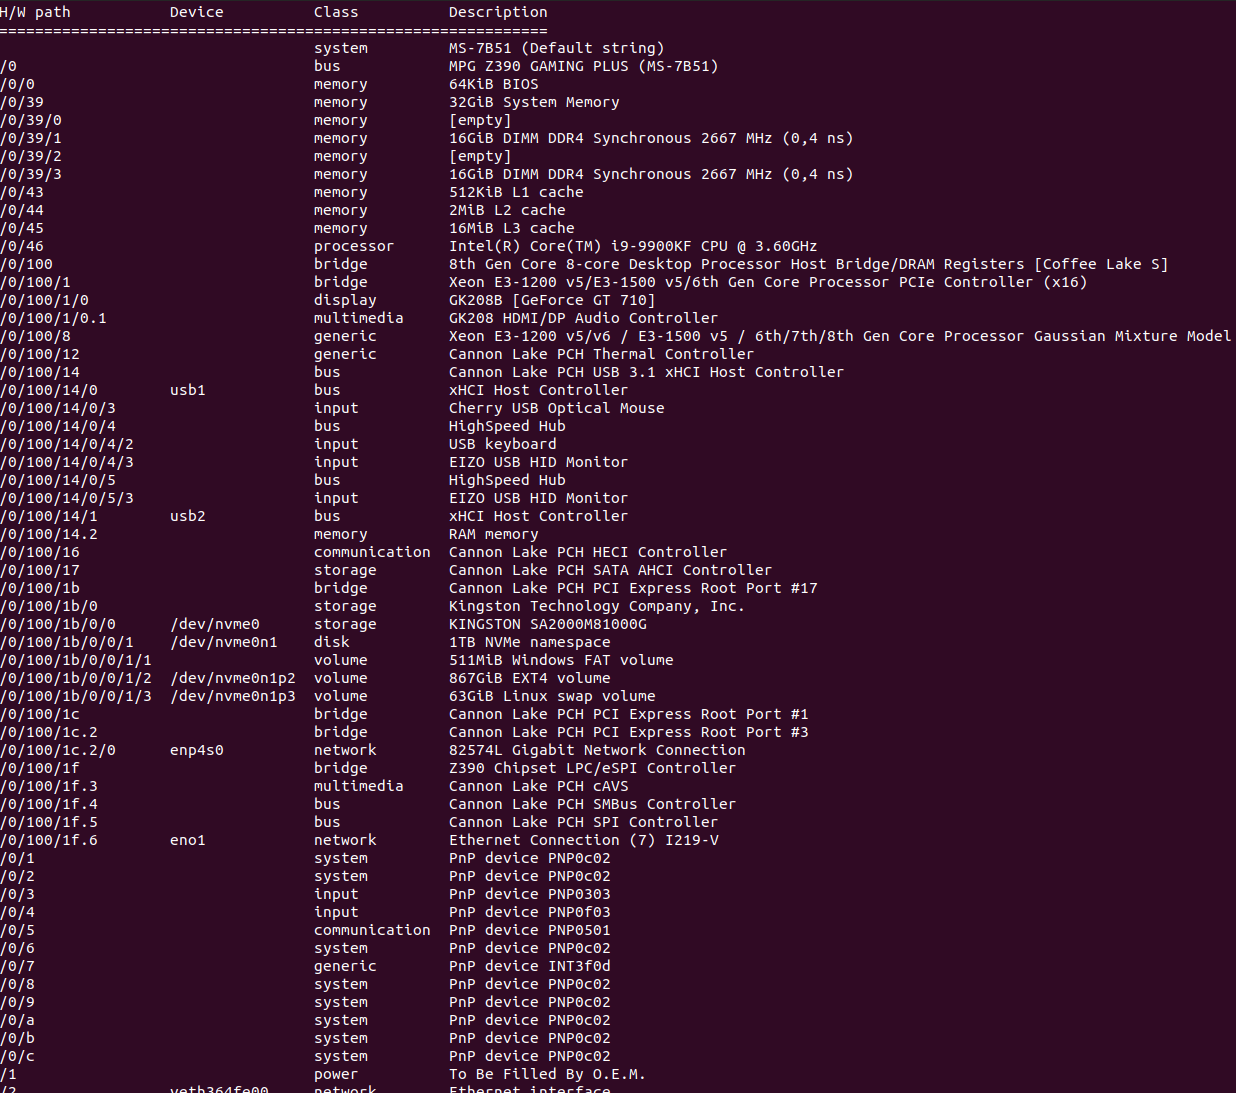 H/W path Device Class Description
=============================================================
system MS-7B51 (Default string)
/0 bus MPG Z390 GAMING PLUS (MS-7B51)
/0/0 memory 64KiB BIOS
/0/39 memory 32GiB System Memory
/0/39/0 memory [empty]
/0/39/1 memory 16GiB DIMM DDR4 Synchronous 2667 MHz (0,4 ns)
/0/39/2 memory [empty]
/0/39/3 memory 16GiB DIMM DDR4 Synchronous 2667 MHz (0,4 ns)
/0/43 memory 512KiB L1 cache
/0/44 memory 2MiB L2 cache
/0/45 memory 16MiB L3 cache
/0/46 processor Intel(R) Core(TM) i9-9900KF CPU @ 3.60GHz
/0/100 bridge 8th Gen Core 8-core Desktop Processor Host Bridge/DRAM Registers [Coffee Lake S]
/0/100/1 bridge Xeon E3-1200 v5/E3-1500 v5/6th Gen Core Processor PCIe Controller (x16)
/0/100/1/0 display GK208B [GeForce GT 710]
/0/100/1/0.1 multimedia GK208 HDMI/DP Audio Controller
/0/100/8 generic Xeon E3-1200 v5/v6 / E3-1500 v5 / 6th/7th/8th Gen Core Processor Gaussian Mixture Model
/0/100/12 generic Cannon Lake PCH Thermal Controller
/0/100/14 bus Cannon Lake PCH USB 3.1 xHCI Host Controller
/0/100/14/0 usb1 bus xHCI Host Controller
/0/100/14/0/3 input Cherry USB Optical Mouse
/0/100/14/0/4 bus HighSpeed Hub
/0/100/14/0/4/2 input USB keyboard
/0/100/14/0/4/3 input EIZO USB HID Monitor
/0/100/14/0/5 bus HighSpeed Hub
/0/100/14/0/5/3 input EIZO USB HID Monitor
/0/100/14/1 usb2 bus xHCI Host Controller
/0/100/14.2 memory RAM memory
/0/100/16 communication Cannon Lake PCH HECI Controller
/0/100/17 storage Cannon Lake PCH SATA AHCI Controller
/0/100/1b bridge Cannon Lake PCH PCI Express Root Port #17
/0/100/1b/0 storage Kingston Technology Company, Inc.
/0/100/1b/0/0 /dev/nvme0 storage KINGSTON SA2000M81000G
/0/100/1b/0/0/1 /dev/nvme0n1 disk 1TB NVMe namespace
/0/100/1b/0/0/1/1 volume 511MiB Windows FAT volume
/0/100/1b/0/0/1/2 /dev/nvme0n1p2 volume 867GiB EXT4 volume
/0/100/1b/0/0/1/3 /dev/nvme0n1p3 volume 63GiB Linux swap volume
/0/100/1c bridge Cannon Lake PCH PCI Express Root Port #1
/0/100/1c.2 bridge Cannon Lake PCH PCI Express Root Port #3
/0/100/1c.2/0 enp4s0 network 82574L Gigabit Network Connection
/0/100/1f bridge Z390 Chipset LPC/eSPI Controller
/0/100/1f.3 multimedia Cannon Lake PCH cAVS
/0/100/1f.4 bus Cannon Lake PCH SMBus Controller
/0/100/1f.5 bus Cannon Lake PCH SPI Controller
/0/100/1f.6 eno1 network Ethernet Connection (7) I219-V
/0/1 system PnP device PNP0c02
/0/2 system PnP device PNP0c02
/0/3 input PnP device PNP0303
/0/4 input PnP device PNP0f03
/0/5 communication PnP device PNP0501
/0/6 system PnP device PNP0c02
/0/7 generic PnP device INT3f0d
/0/8 system PnP device PNP0c02
/0/9 system PnP device PNP0c02
/0/a system PnP device PNP0c02
/0/b system PnP device PNP0c02
/0/c system PnP device PNP0c02
/1 power To Be Filled By O.E.M.
/2 veth364fe00 network Ethernet interface